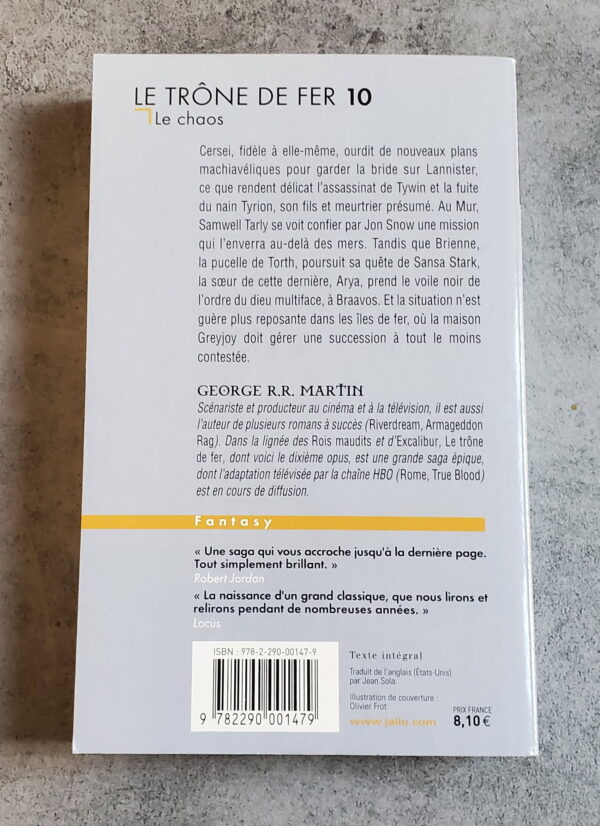 LE TRÔNE DE FER 10
Le chaos
Cersei, fidèle à elle-même, ourdit de nouveaux plans
machiavéliques pour garder la bride sur Lannister,
ce que rendent délicat l'assassinat de Tywin et la fuite
du nain Tyrion, son fils et meurtrier présumé. Au Mur,
Samwell Tarly se voit confier par Jon Snow une mission
qui l'enverra au-delà des mers. Tandis que Brienne,
la pucelle de Torth, poursuit sa quête de Sansa Stark,
la sœur de cette dernière, Arya, prend le voile noir de
l'ordre du dieu multiface, à Braavos. Et la situation n'est
guère plus reposante dans les îles de fer, où la maison
Greyjoy doit gérer une succession à tout le moins
contestée.
GEORGE R.R. MARTIN
Scénariste et producteur au cinéma et à la télévision, il est aussi
l'auteur de plusieurs romans à succès (Riverdream, Armageddon
Rag). Dans la lignée des Rois maudits et d'Excalibur, Le trône
de fer, dont voici le dixième opus, est une grande saga épique,
dont l'adaptation télévisée par la chaîne HBO (Rome, True Blood)
est en cours de diffusion.
Fantasy
« Une saga qui vous accroche jusqu'à la dernière page.
Tout simplement brillant. »
Robert Jordan
« La naissance d'un grand classique, que nous lirons et
relirons pendant de nombreuses années. »
Locus
ISBN : 978-2-290-00147-9
9 782290 001479
Texte intégral
Traduit de l'anglais (États-Unis)
par Jean Sola.
Illustration de couverture :
Olivier Frot
www.jailu.com
PRIX FRANCE
8,10 €